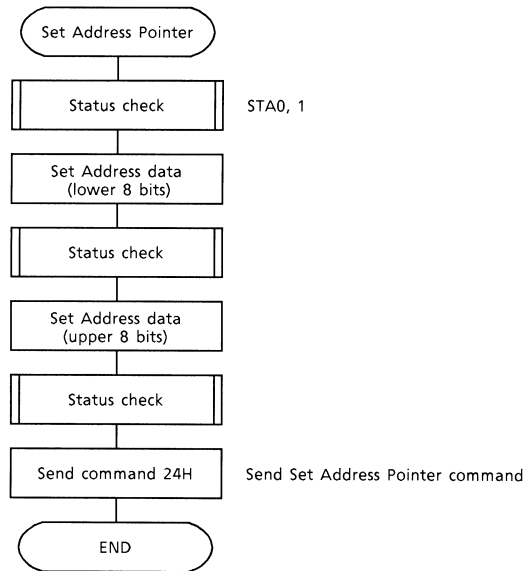 Set Address Pointer
Status check
STA0, 1
Set Address data
(lower 8 bits)
Status check
Set Address data
(upper 8 bits)
Status check
Send command 24H
Send Set Address Pointer command
END